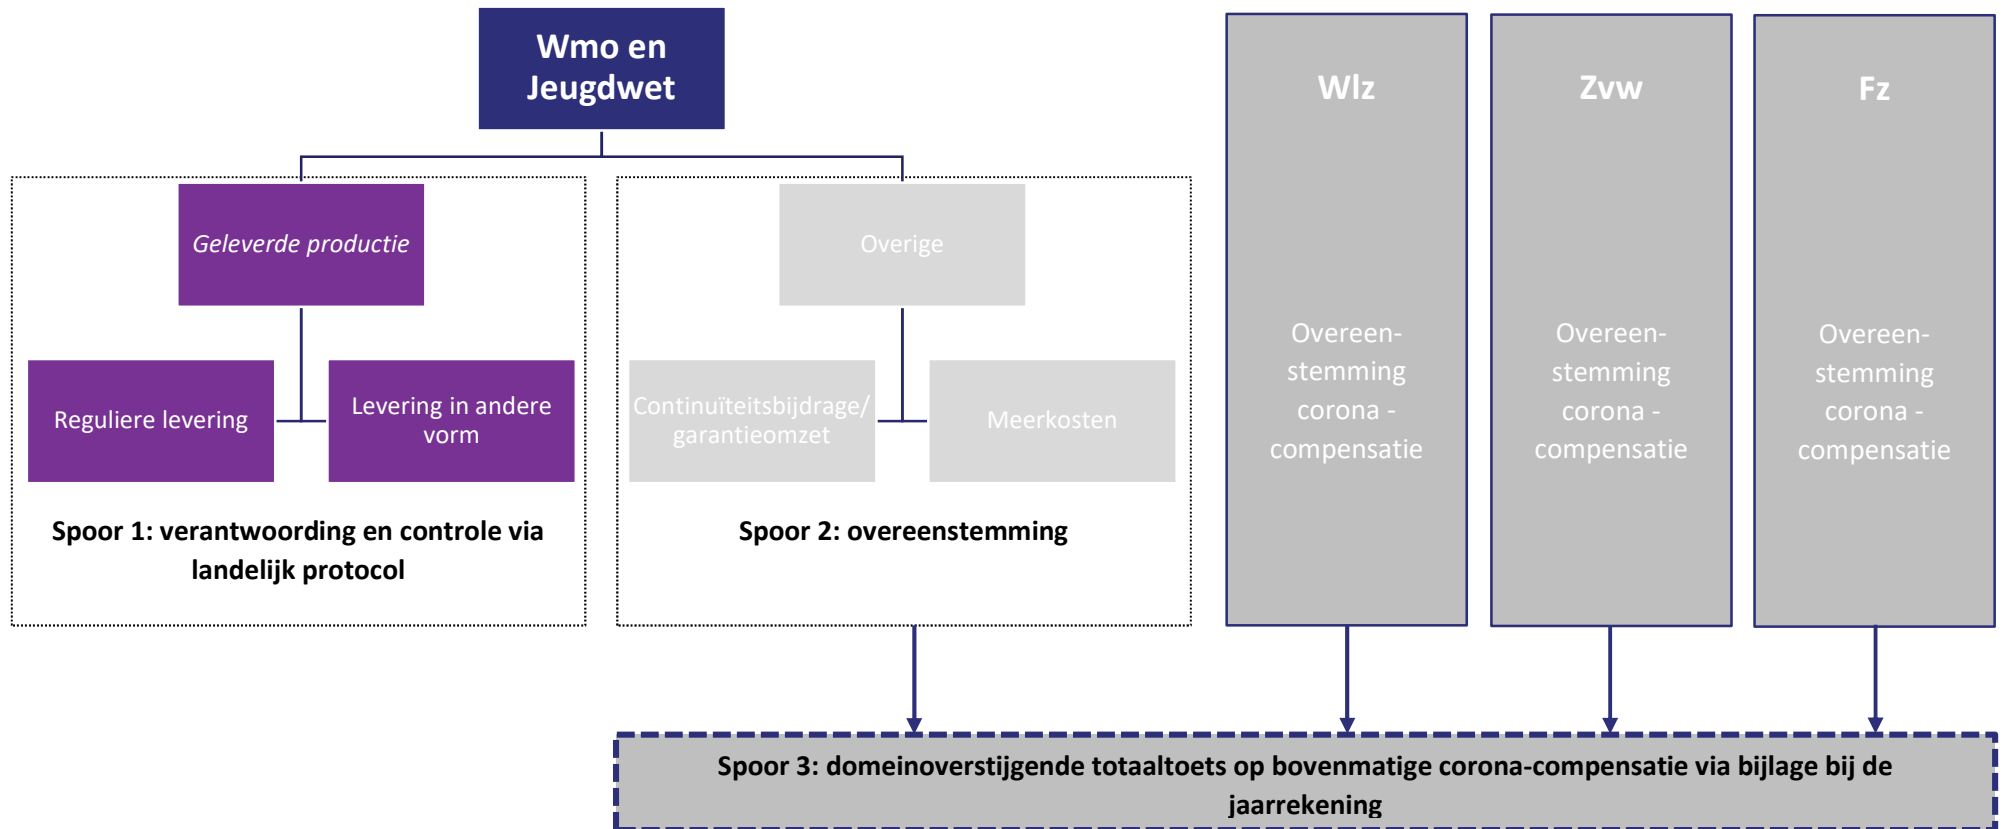 Wmo en
Jeugdwet
Geleverde productie
Reguliere levering
Levering in andere
vorm
Spoor 1: verantwoording en controle via
landelijk protocol
Overige
Continuïteitsbijdrage/
garantieomzet
Meerkosten
Spoor 2: overeenstemming
Wlz
Overeen-
stemming
corona -
compensatie
Zvw
Overeen-
stemming
corona -
compensatie
Fz
Overeen-
stemming
corona -
compensatie
Spoor 3: domeinoverstijgende totaaltoets op bovenmatige corona-compensatie via bijlage bij de
jaarrekening